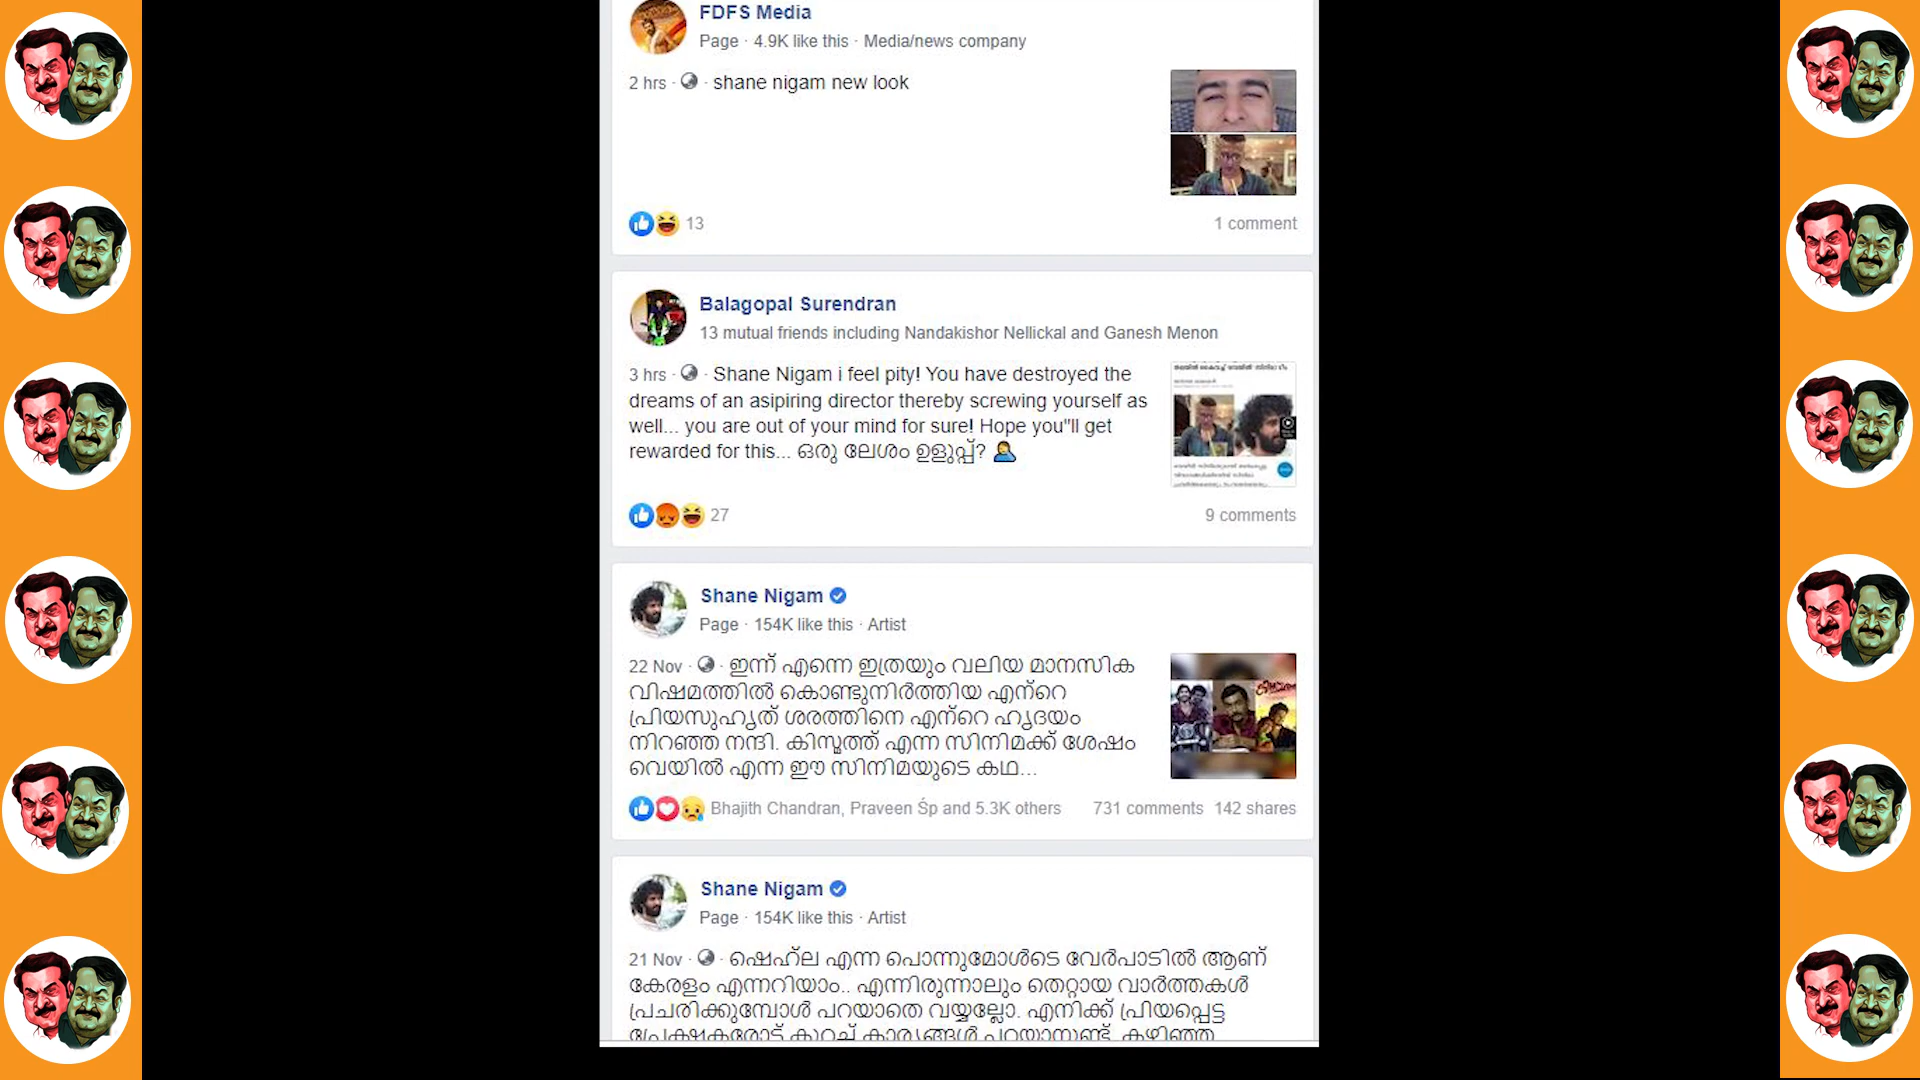 FDFS Media
Page · 4.9K like this · Media/news company
2 hrs · shane nigam new look
13
1 comment
Balagopal Surendran
13 mutual friends including Nandakishor Nellickal and Ganesh Menon
3 hrs · Shane Nigam i feel pity! You have destroyed the
dreams of an asipiring director thereby screwing yourself as
well... you are out of your mind for sure! Hope you"ll get
rewarded for this... ഒരു ലേശം ഉളുപ്പ്?
27
9 comments
Shane Nigam
Page · 154K like this · Artist
22 Nov · ഇന്ന് എന്നെ ഇത്രയും വലിയ മാനസിക
വിഷമത്തിൽ കൊണ്ടുനിർത്തിയ എന്റെ
പ്രിയസുഹൃത് ശരത്തിനെ എന്റെ ഹൃദയം
നിറഞ്ഞ നന്ദി. കിസ്മത്ത് എന്ന സിനിമക്ക് ശേഷം
വെയിൽ എന്ന ഈ സിനിമയുടെ കഥ...
Bhajith Chandran, Praveen Śp and 5.3K others
731 comments 142 shares
Shane Nigam
Page · 154K like this · Artist
21 Nov · ഷെഹ്‌ല എന്ന പൊന്നുമോൾടെ വേർപാടിൽ ആണ്
കേരളം എന്നറിയാം.. എന്നിരുന്നാലും തെറ്റായ വാർത്തകൾ
പ്രചരിക്കുമ്പോൾ പറയാതെ വയ്യല്ലോ. എനിക്ക് പ്രിയപ്പെട്ട
പ്രേക്ഷകരോട് കുറച്ച് കാര്യങ്ങൾ പറയാനുണ്ട്. കഴിഞ്ഞ